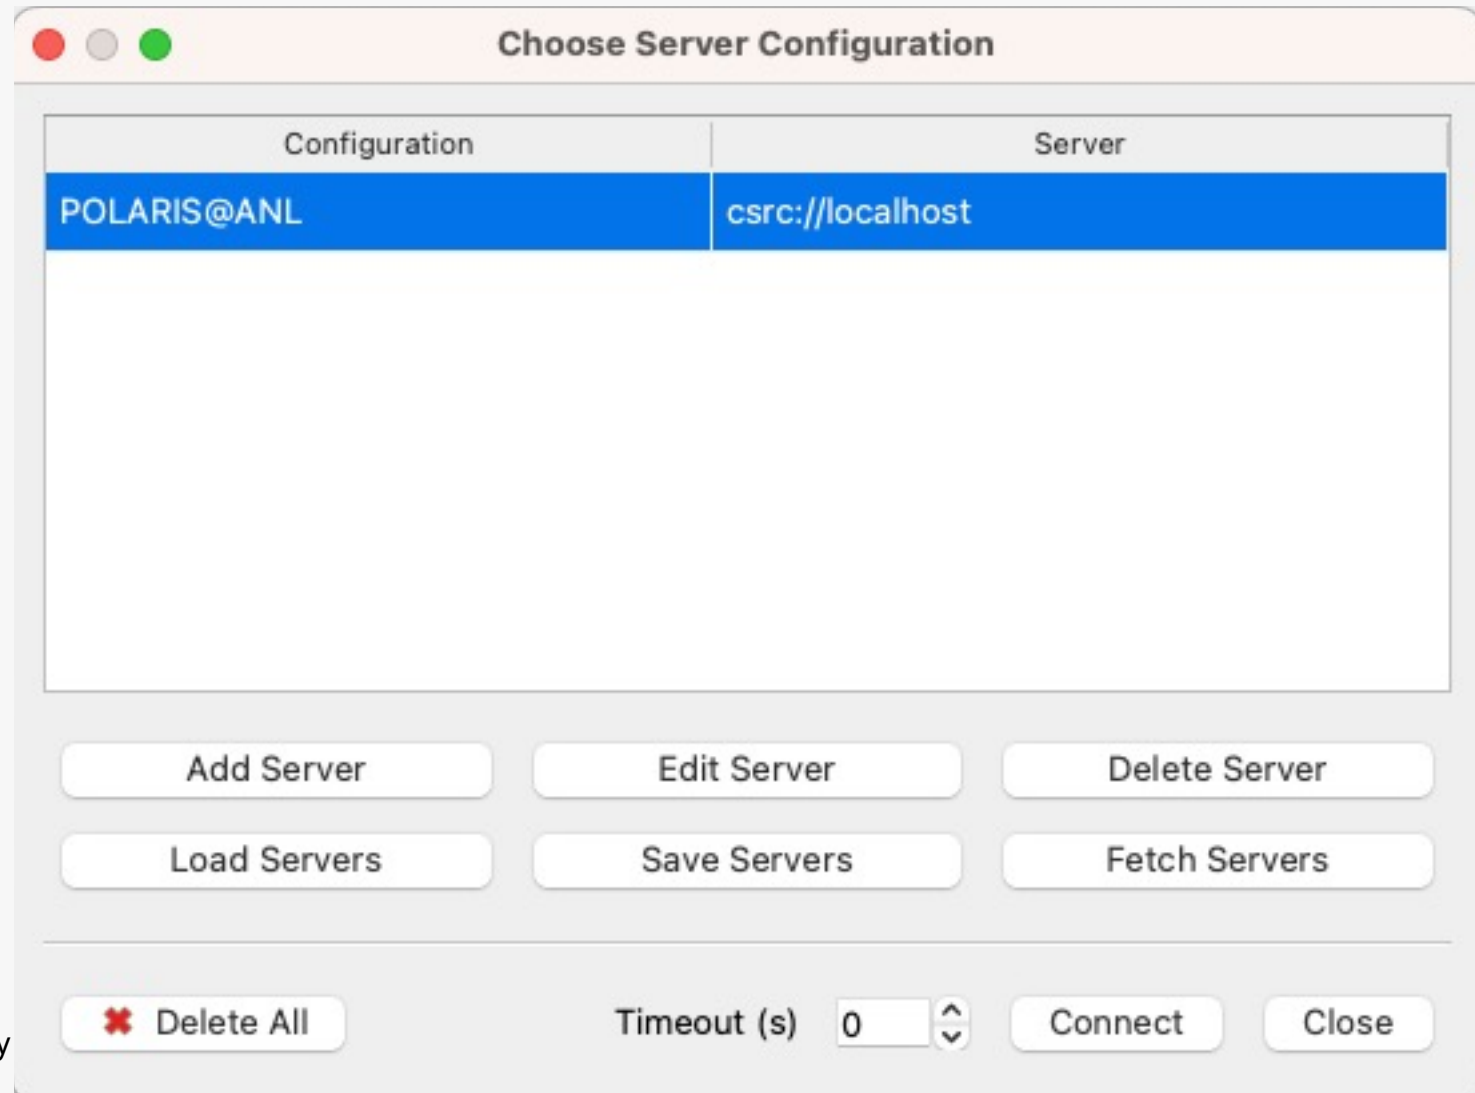 Choose Server Configuration
Configuration Server
POLARIS@ANL csrc://localhost
Add Server Edit Server Delete Server
Load Servers Save Servers Fetch Servers
✖ Delete All Timeout (s) 0 Connect Close
y